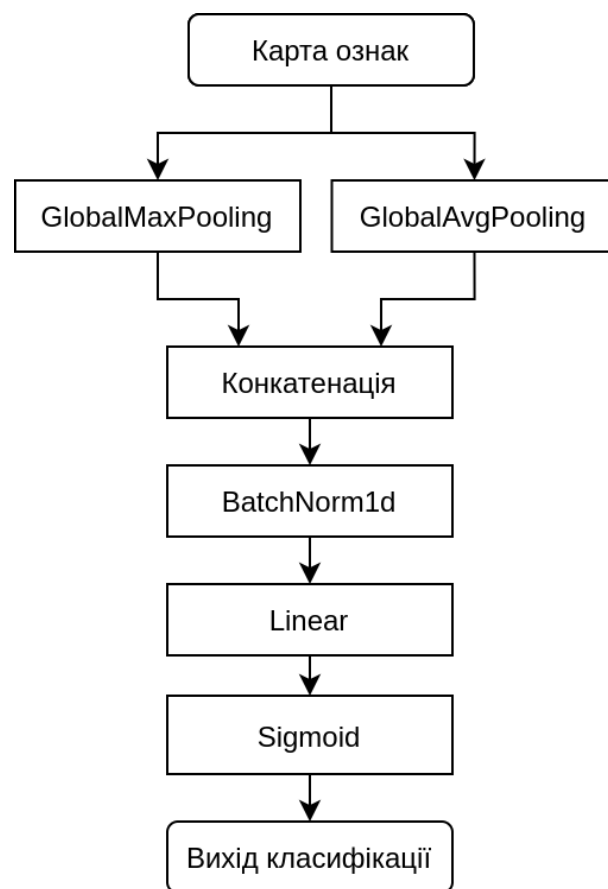 Карта ознак
GlobalMaxPooling
GlobalAvgPooling
Конкатенація
BatchNorm1d
Linear
Sigmoid
Вихід класифікації